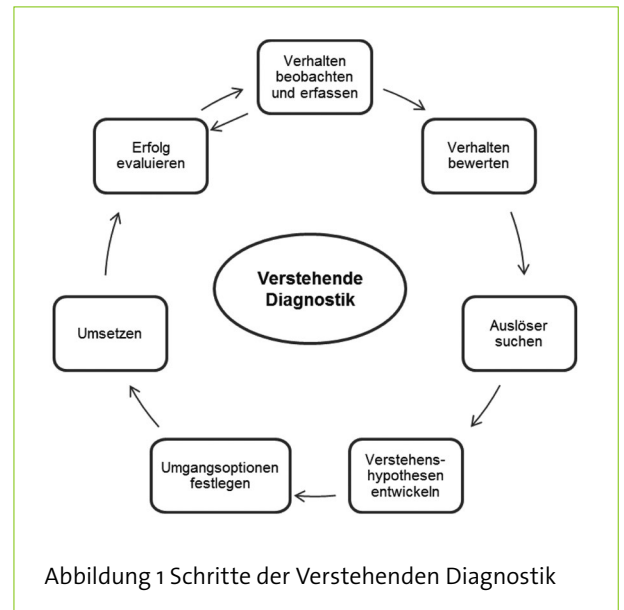 Verhalten
beobachten
und erfassen
Verhalten
bewerten
Auslöser
suchen
Verstehens-
hypothesen
entwickeln
Umgangsoptionen
festlegen
Umsetzen
Erfolg
evaluieren
Verstehende
Diagnostik
Abbildung 1 Schritte der Verstehenden Diagnostik